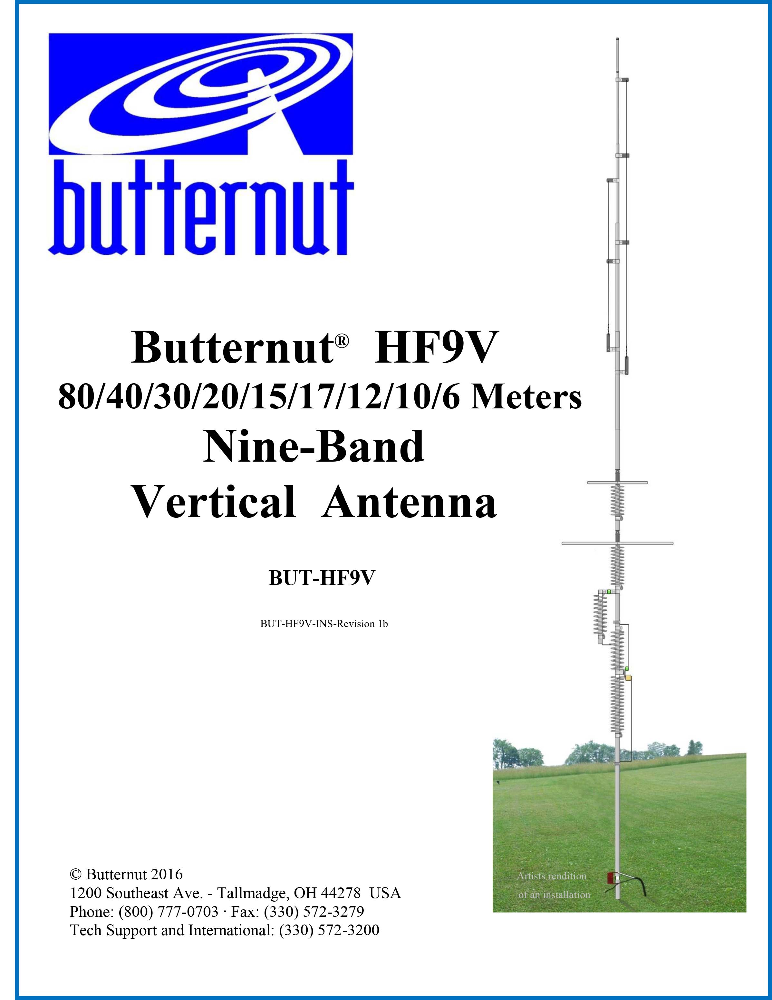 butternut
Butternut® HF9V
80/40/30/20/15/17/12/10/6 Meters
Nine-Band
Vertical Antenna
BUT-HF9V
BUT-HF9V-INS-Revision 1b
© Butternut 2016
1200 Southeast Ave. - Tallmadge, OH 44278 USA
Phone: (800) 777-0703 · Fax: (330) 572-3279
Tech Support and International: (330) 572-3200
Artists rendition
of an installation